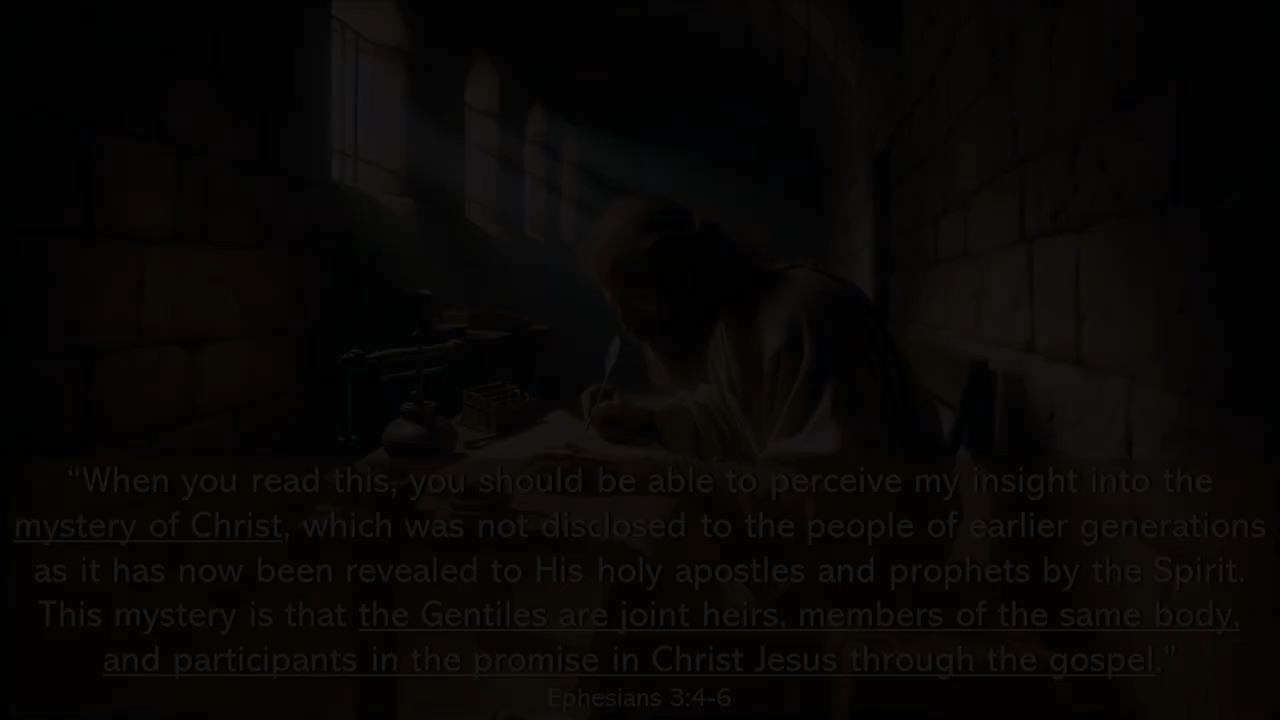 “When you read this, you should be able to perceive my insight into the
mystery of Christ, which was not disclosed to the people of earlier generations
as it has now been revealed to His holy apostles and prophets by the Spirit.
This mystery is that the Gentiles are joint heirs, members of the same body,
and participants in the promise in Christ Jesus through the gospel.”
Ephesians 3:4-6